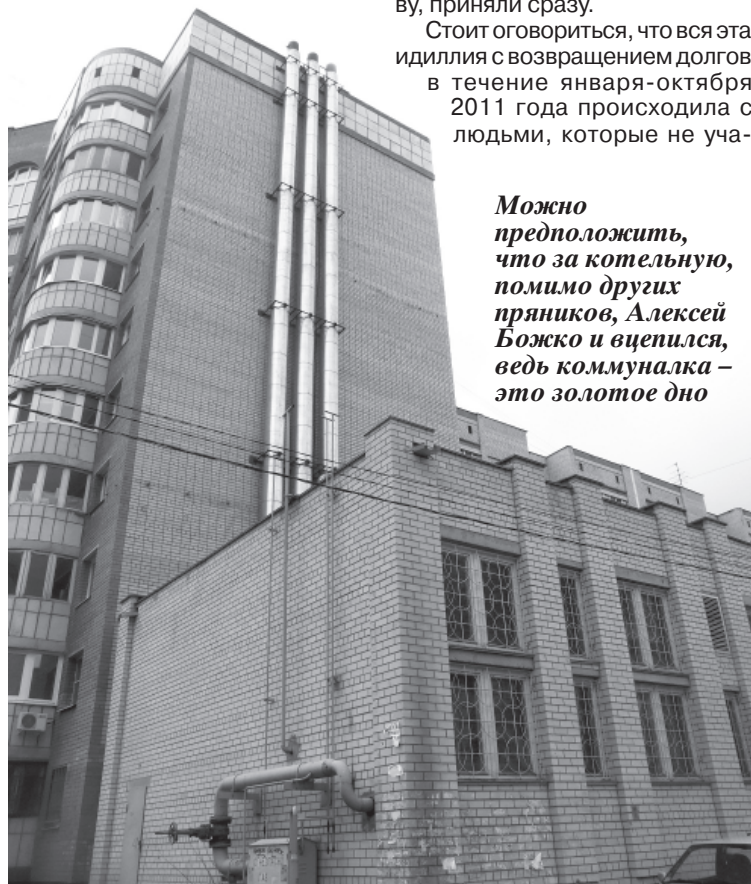 ву, приняли сразу.
Стоит оговориться, что вся эта
идиллия с возвращением долгов
в течение января-октября
2011 года происходила с
людьми, которые не уча-
Можно
предположить,
что за котельную,
помимо других
пряников, Алексей
Божко и вцепился,
ведь коммуналка –
это золотое дно